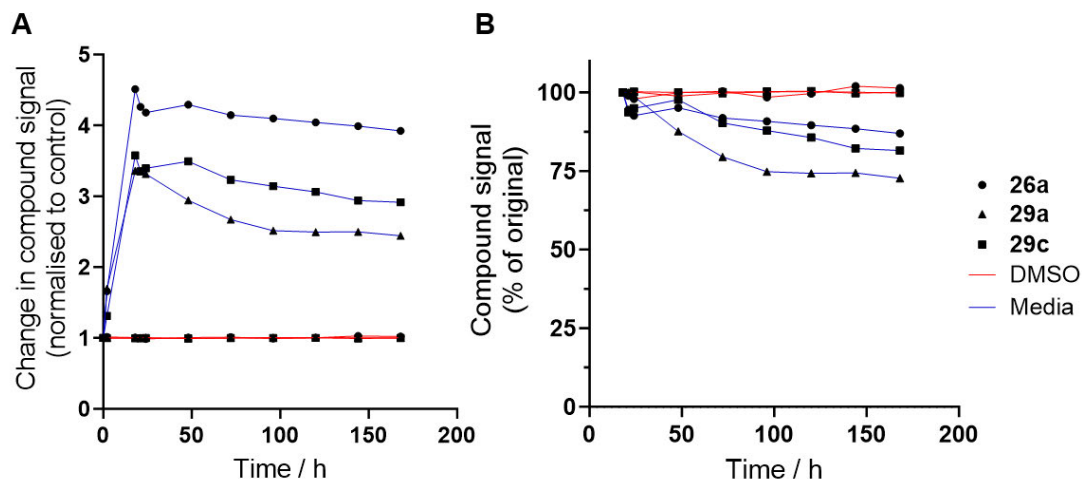 A
Change in compound signal
(normalised to control)
5
4
3
2
1
0
0 50 100 150 200
Time / h
B
Compound signal
(% of original)
100
75
50
25
0
0 50 100 150 200
Time / h
26a
29a
29c
DMSO
Media